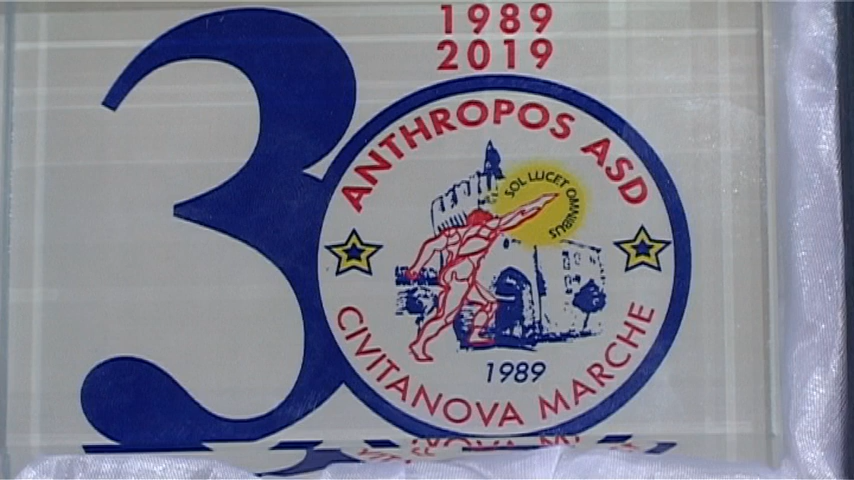 1989
2019
30
ANTHROPOS ASD
SOL LUCET OMNIBUS
1989
CIVITANOVA MARCHE